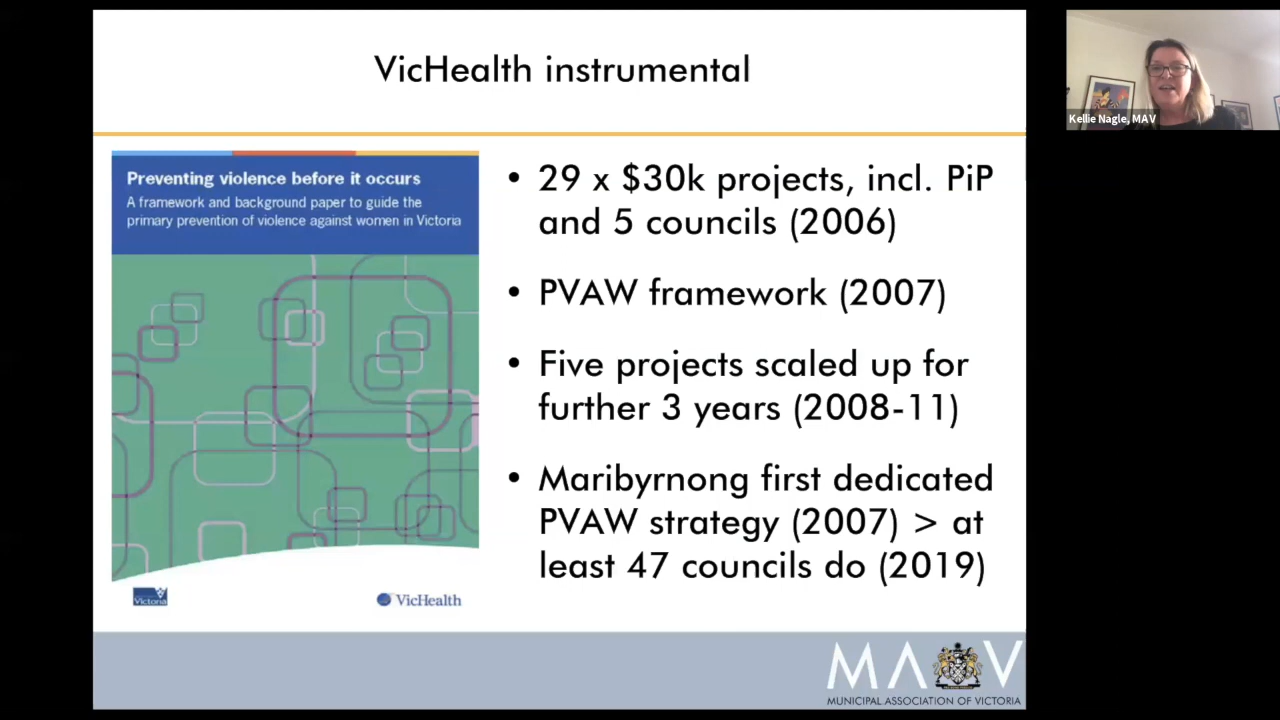 VicHealth instrumental
Preventing violence before it occurs
A framework and background paper to guide the
primary prevention of violence against women in Victoria
Victoria
VicHealth
• 29 x $30k projects, incl. PiP
and 5 councils (2006)
• PVAW framework (2007)
• Five projects scaled up for
further 3 years (2008-11)
• Maribyrnong first dedicated
PVAW strategy (2007) > at
least 47 councils do (2019)
MAV
MUNICIPAL ASSOCIATION OF VICTORIA
Kellie Nagle, MAV